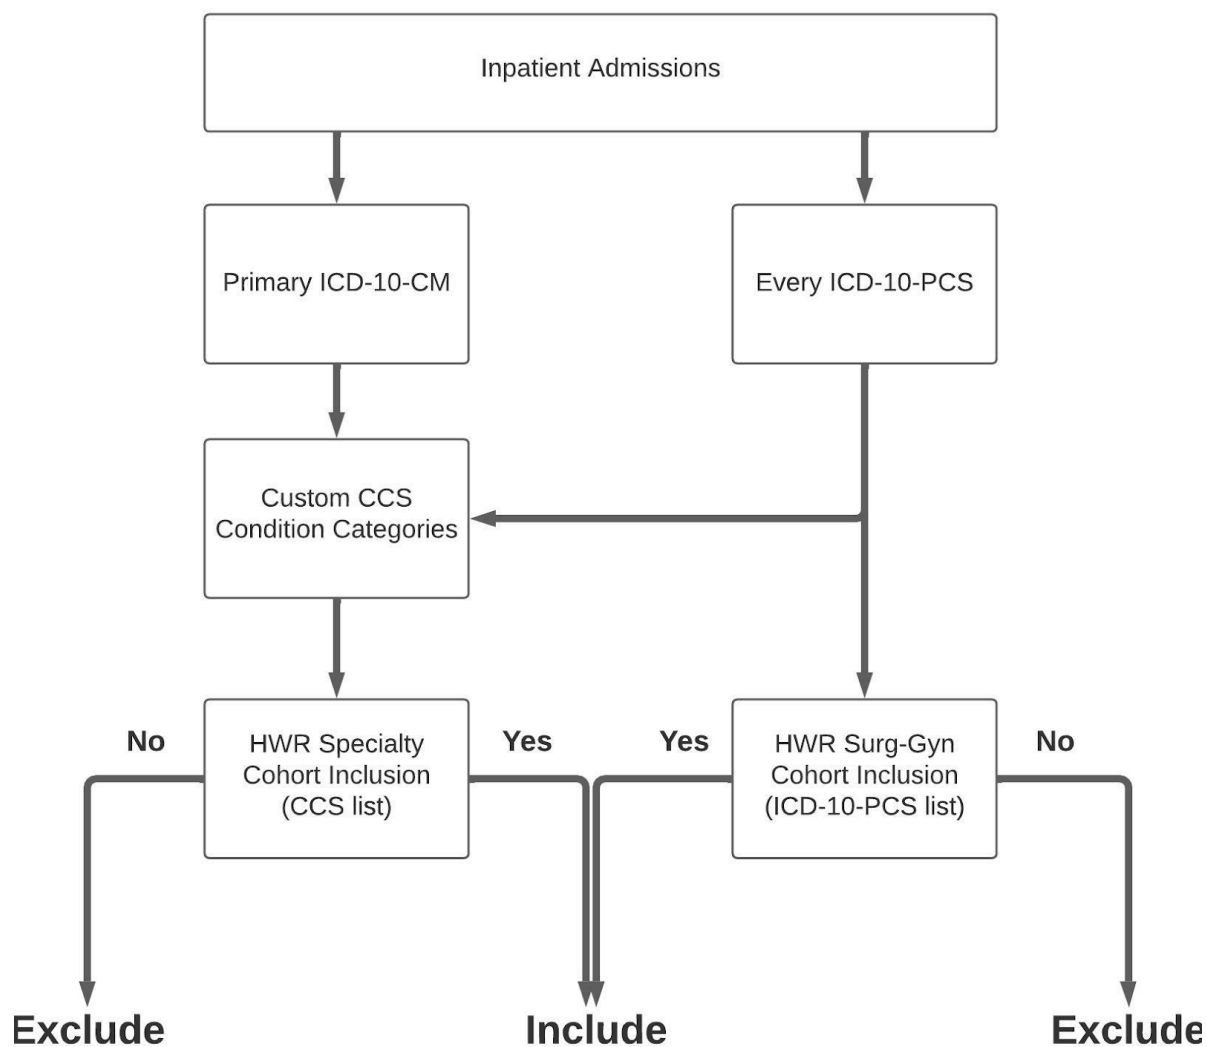 Inpatient Admissions
Primary ICD-10-CM
Every ICD-10-PCS
Custom CCS
Condition Categories
No
HWR Specialty
Cohort Inclusion
(CCS list)
Yes
Yes
HWR Surg-Gyn
Cohort Inclusion
(ICD-10-PCS list)
No
Exclude
Include
Exclude